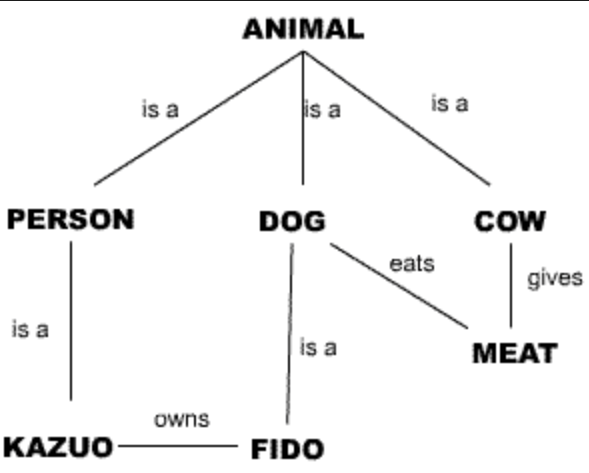 ANIMAL
is a
is a
is a
PERSON
DOG
COW
eats
gives
is a
is a
MEAT
owns
KAZUO
FIDO